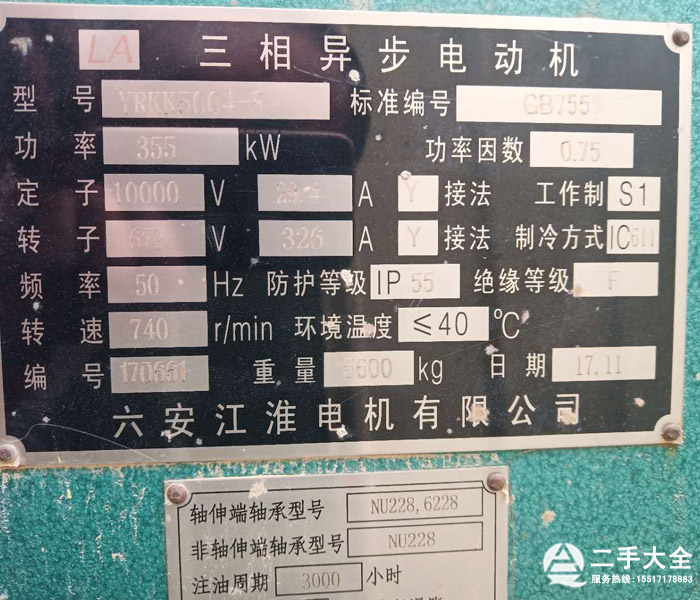 LA 三相异步电动机
型号 YRKK5004-8 标准编号 GB755
功率 355 kW 功率因数 0.75
定子 10000 V 29.4 A Y 接法 工作制 S1
转子 V 326 A Y 接法 制冷方式 IC611
频率 50 Hz 防护等级 IP 55 绝缘等级 F
转速 740 r/min 环境温度 ≤40 ℃
编号 170551 重量 kg 日期 17.11
六安江淮电机有限公司
轴伸端轴承型号 NU228,6228
非轴伸端轴承型号 NU228
注油周期 3000 小时
二手大全
服务热线:15517178863